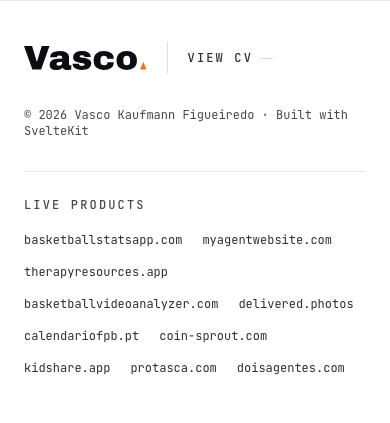 Vasco
VIEW CV —
© 2026 Vasco Kaufmann Figueiredo · Built with
SvelteKit
LIVE PRODUCTS
basketballstatsapp.com myagentwebsite.com
therapyresources.app
basketballvideoanalyzer.com delivered.photos
calendariofpb.pt coin-sprout.com
kidshare.app protasca.com doisagentes.com